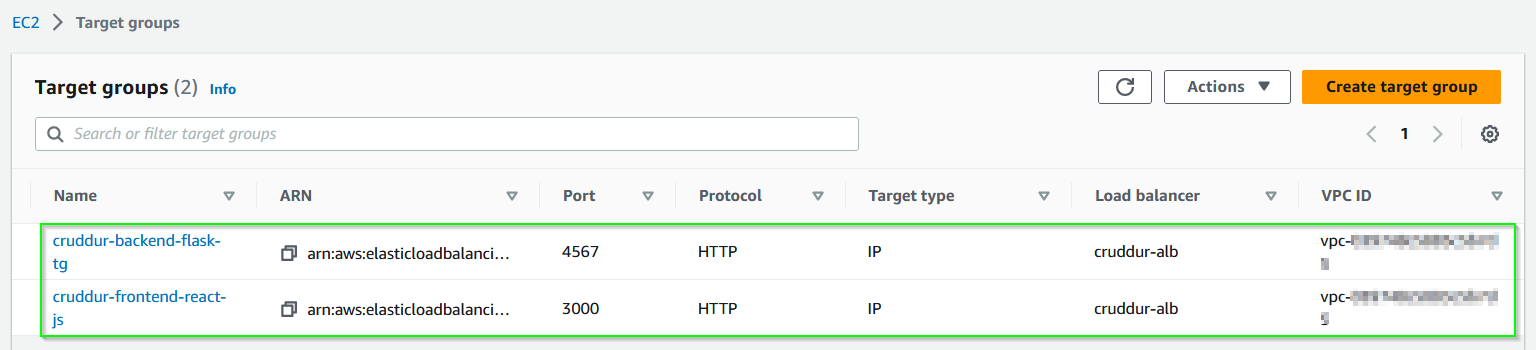 EC2 > Target groups
Target groups (2) Info
Actions
Create target group
Search or filter target groups
1
Name ARN Port Protocol Target type Load balancer VPC ID
cruddur-backend-flask-
tg
arn:aws:elasticloadbalanci… 4567 HTTP IP cruddur-alb vpc-
cruddur-frontend-react-
js
arn:aws:elasticloadbalanci… 3000 HTTP IP cruddur-alb vpc-